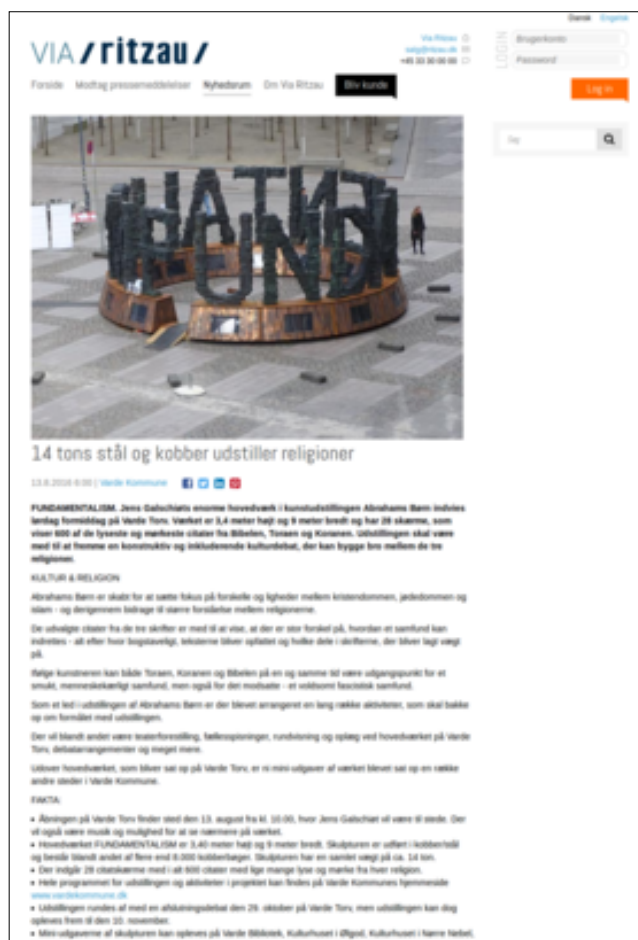 Dansk Engelsk
VIA /ritzau/
Via Ritzau
salg@ritzau.dk
+45 33 30 00 00
LOGIN
Brugerkonto
Password
Log in
Forside Modtag pressemeddelelser Nyhedsrum Om Via Ritzau Bliv kunde
Søg
FUNDA
14 tons stål og kobber udstiller religioner
13.8.2016 6:00 | Varde Kommune
FUNDAMENTALISM. Jens Galschiøts enorme hovedværk i kunstudstillingen Abrahams Børn indvies
lørdag formiddag på Varde Torv. Værket er 3,4 meter højt og 9 meter bredt og har 28 skærme, som
viser 600 af de lyseste og mørkeste citater fra Bibelen, Toraen og Koranen. Udstillingen skal være
med til at fremme en konstruktiv og inkluderende kulturdebat, der kan bygge bro mellem de tre
religioner.
KULTUR & RELIGION
Abrahams Børn er skabt for at sætte fokus på forskelle og ligheder mellem kristendommen, jødedommen og
islam - og derigennem bidrage til større forståelse mellem religionerne.
De udvalgte citater fra de tre skrifter er med til at vise, at der er stor forskel på, hvordan et samfund kan
indrettes - alt efter hvor bogstaveligt, teksterne bliver opfattet og hvilke dele i skrifterne, der bliver lagt vægt
på.
Ifølge kunstneren kan både Toraen, Koranen og Bibelen på en og samme tid være udgangspunkt for et
smukt, menneskekærligt samfund, men også for det modsatte - et voldsomt fascistisk samfund.
Som et led i udstillingen af Abrahams Børn er der blevet arrangeret en lang række aktiviteter, som skal bakke
op om formålet med udstillingen.
Der vil blandt andet være teaterforestilling, fællesspisninger, rundvisning og oplæg ved hovedværket på Varde
Torv, debatarrangementer og meget mere.
Udover hovedværket, som bliver sat op på Varde Torv, er ni mini-udgaver af værket blevet sat op en række
andre steder i Varde Kommune.
FAKTA:
• Åbningen på Varde Torv finder sted den 13. august fra kl. 10.00, hvor Jens Galschiøt vil være til stede. Der
vil også være musik og mulighed for at se nærmere på værket.
• Hovedværket FUNDAMENTALISM er 3,40 meter højt og 9 meter bredt. Skulpturen er udført i kobber/stål
og består blandt andet af flere end 8.000 kobberbøger. Skulpturen har en samlet vægt på ca. 14 ton.
• Der indgår 28 citatskærme med i alt 600 citater med lige mange lyse og mørke fra hver religion.
• Hele programmet for udstillingen og aktiviteter i projektet kan findes på Varde Kommunes hjemmeside
www.vardekommune.dk
• Udstillingen rundes af med en afslutningsdebat den 29. oktober på Varde Torv, men udstillingen kan dog
opleves frem til den 10. november.
• Mini-udgaverne af skulpturen kan opleves på Varde Bibliotek, Kulturhuset i Ølgod, Kulturhuset i Nørre Nebel,